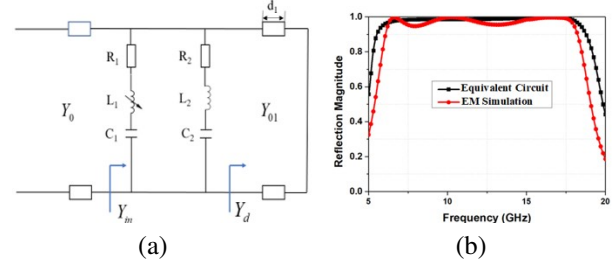 d₁
R₁
R₂
L₁
L₂
Y₀
Y₀₁
C₁
C₂
Yᵢₙ
Y_d
(a)
Reflection Magnitude
1.0
0.8
0.6
0.4
0.2
0.0
Equivalent Circuit
EM Simulation
5
10
15
20
Frequency (GHz)
(b)